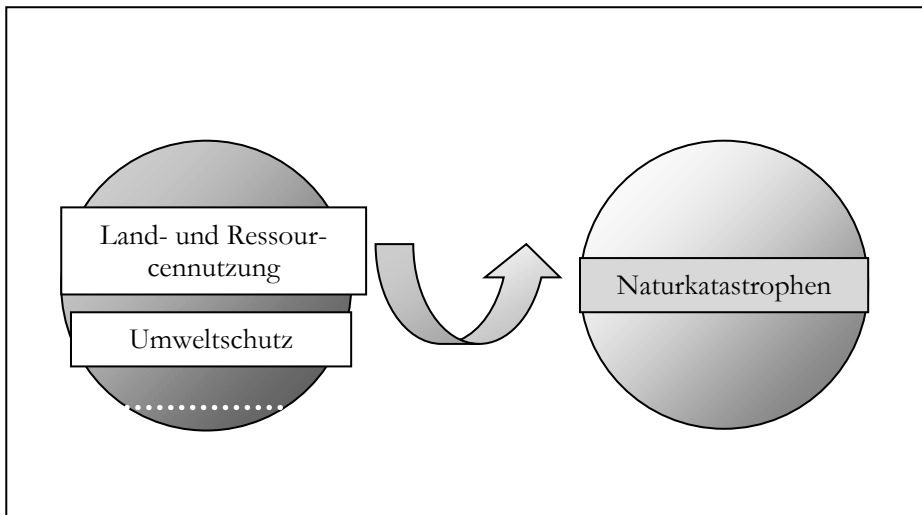 Land- und Ressour-
cennutzung
Umweltschutz
Naturkatastrophen